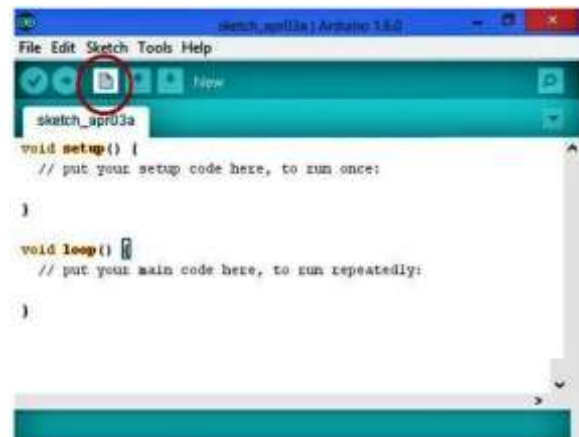 sketch_apr03a | Arduino 1.6.0
File Edit Sketch Tools Help
New
sketch_apr03a
void setup() {
// put your setup code here, to run once:
}
void loop() {
// put your main code here, to run repeatedly:
}